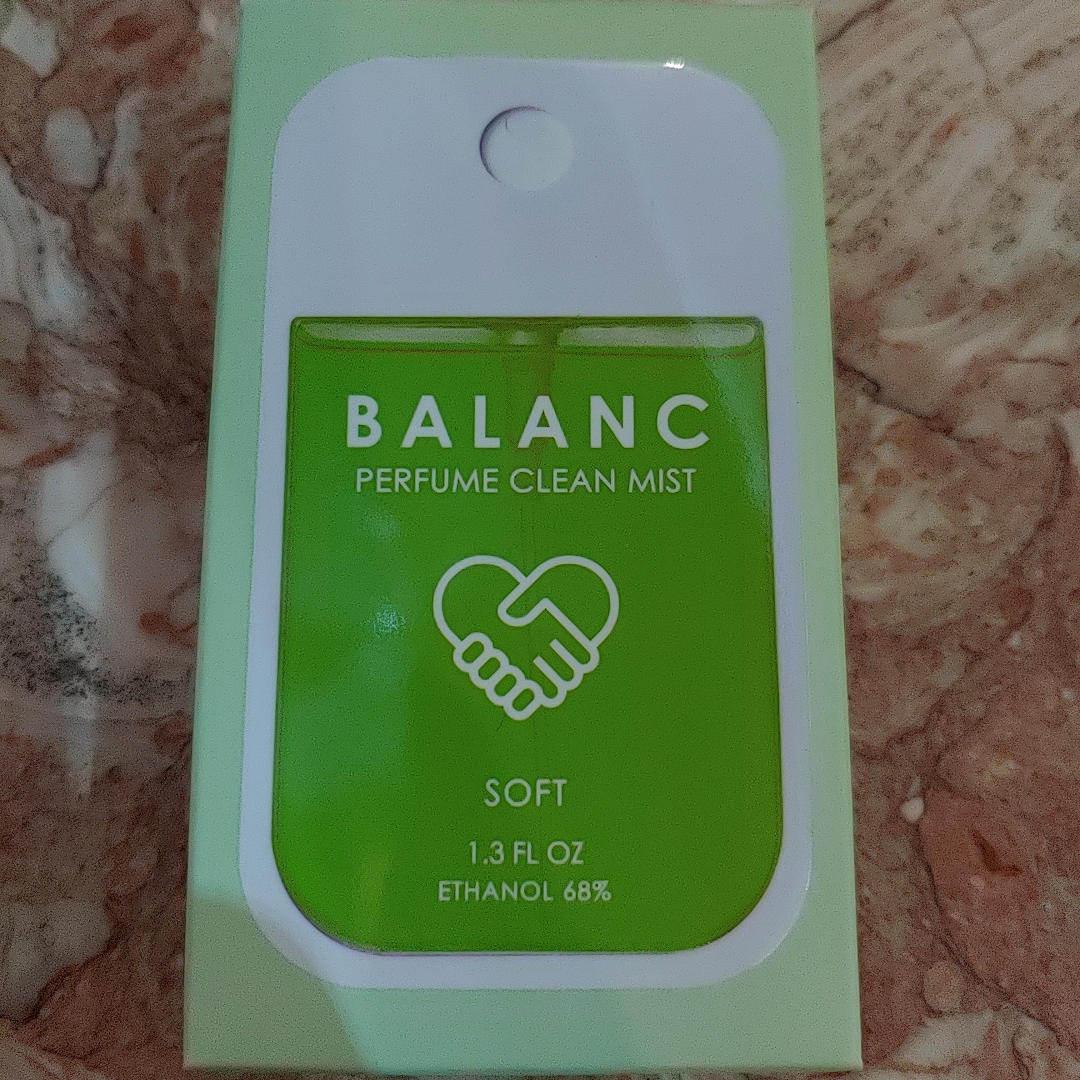 BALANC
PERFUME CLEAN MIST
SOFT
1.3 FL OZ
ETHANOL 68%